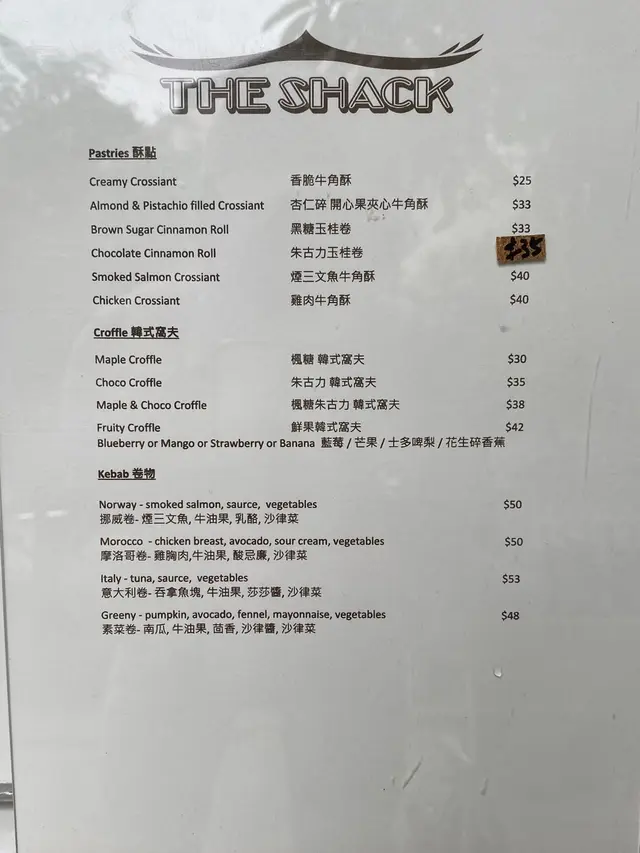 THE SHACK
Pastries 酥點
Creamy Crossiant 香脆牛角酥 $25
Almond & Pistachio filled Crossiant 杏仁碎 開心果夾心牛角酥 $33
Brown Sugar Cinnamon Roll 黑糖玉桂卷 $33
Chocolate Cinnamon Roll 朱古力玉桂卷 $35
Smoked Salmon Crossiant 煙三文魚牛角酥 $40
Chicken Crossiant 雞肉牛角酥 $40
Croffle 韓式窩夫
Maple Croffle 楓糖 韓式窩夫 $30
Choco Croffle 朱古力 韓式窩夫 $35
Maple & Choco Croffle 楓糖朱古力 韓式窩夫 $38
Fruity Croffle 鮮果韓式窩夫 $42
Blueberry or Mango or Strawberry or Banana 藍莓 / 芒果 / 士多啤梨 / 花生碎香蕉
Kebab 卷物
Norway - smoked salmon, saurce, vegetables $50
挪威卷- 煙三文魚, 牛油果, 乳酪, 沙律菜
Morocco - chicken breast, avocado, sour cream, vegetables $50
摩洛哥卷- 雞胸肉,牛油果, 酸忌廉, 沙律菜
Italy - tuna, saurce, vegetables $53
意大利卷- 吞拿魚塊, 牛油果, 莎莎醬, 沙律菜
Greeny - pumpkin, avocado, fennel, mayonnaise, vegetables $48
素菜卷- 南瓜, 牛油果, 茴香, 沙律醬, 沙律菜